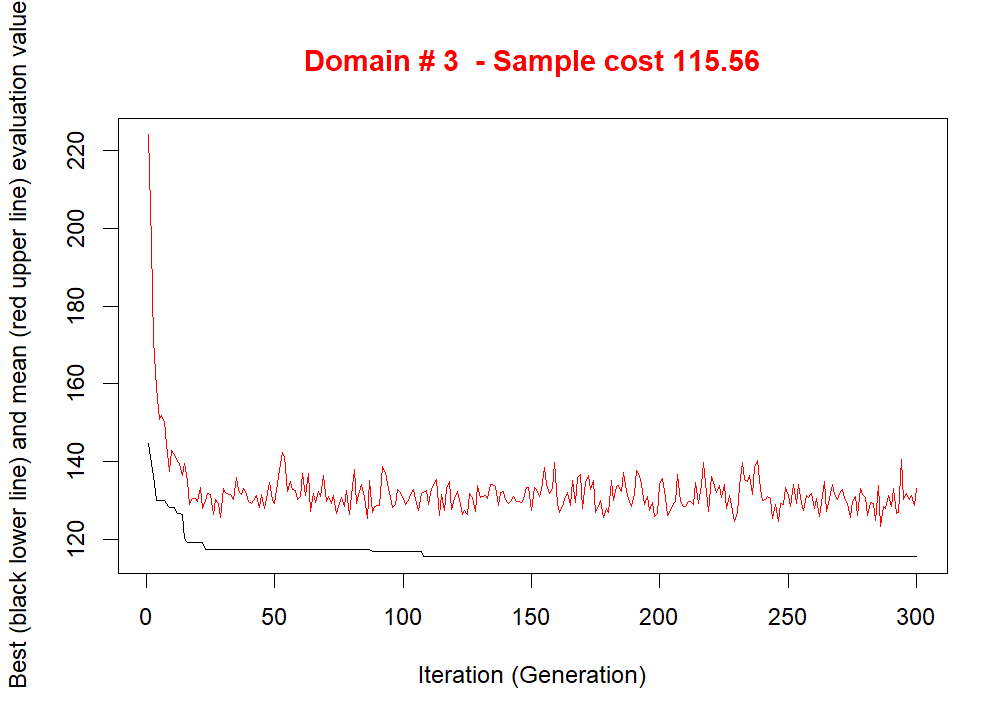 Domain # 3  - Sample cost 115.56
Best (black lower line) and mean (red upper line) evaluation value
220
200
180
160
140
120
0 50 100 150 200 250 300
Iteration (Generation)